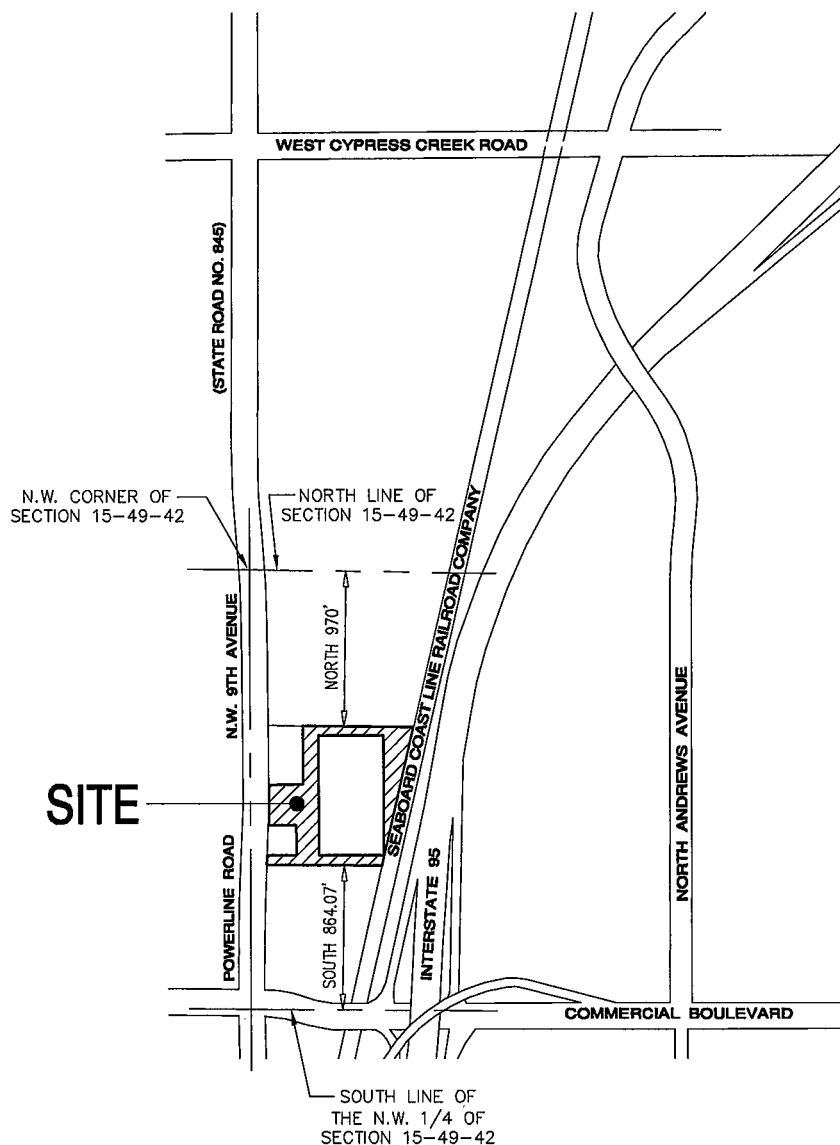 WEST CYPRESS CREEK ROAD
(STATE ROAD NO. 845)
N.W. CORNER OF
SECTION 15-49-42
NORTH LINE OF
SECTION 15-49-42
SEABOARD COAST LINE RAILROAD COMPANY
N.W. 9TH AVENUE
NORTH 970'
SITE
NORTH ANDREWS AVENUE
POWERLINE ROAD
SOUTH 864.07'
INTERSTATE 95
COMMERCIAL BOULEVARD
SOUTH LINE OF
THE N.W. 1/4 OF
SECTION 15-49-42